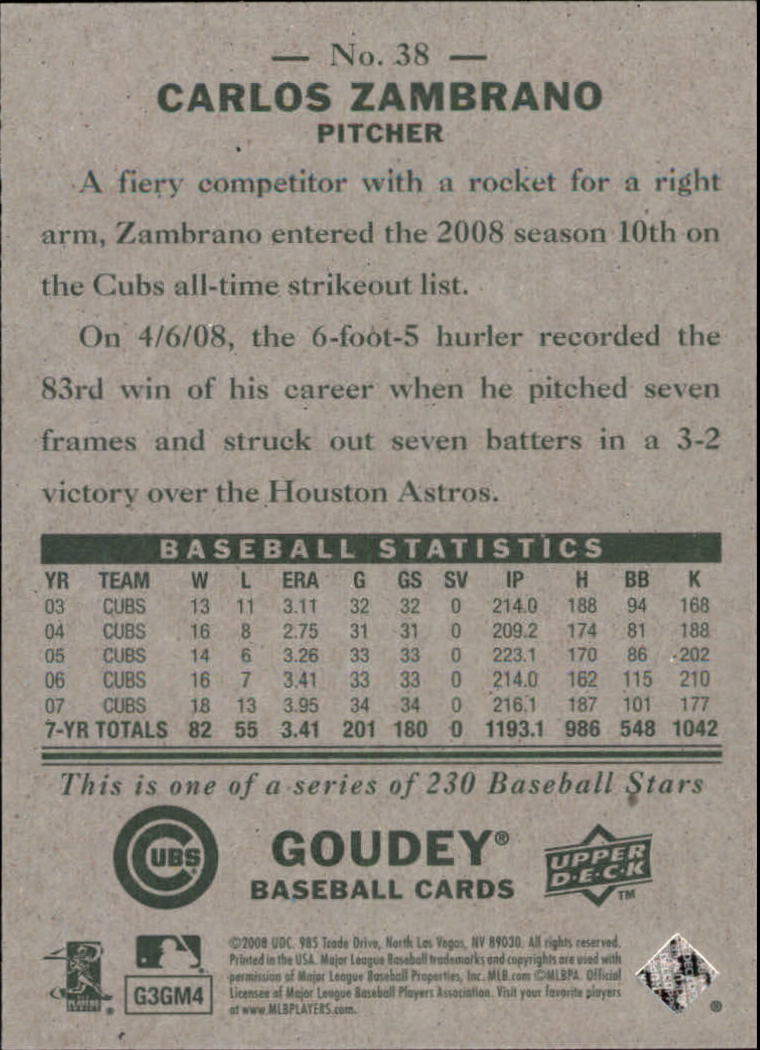 — No. 38 —
CARLOS ZAMBRANO
PITCHER
A fiery competitor with a rocket for a right
arm, Zambrano entered the 2008 season 10th on
the Cubs all-time strikeout list.
On 4/6/08, the 6-foot-5 hurler recorded the
83rd win of his career when he pitched seven
frames and struck out seven batters in a 3-2
victory over the Houston Astros.
BASEBALL STATISTICS
YR TEAM W L ERA G GS SV IP H BB K
03 CUBS 13 11 3.11 32 32 0 214.0 188 94 168
04 CUBS 16 8 2.75 31 31 0 209.2 174 81 188
05 CUBS 14 6 3.26 33 33 0 223.1 170 86 202
06 CUBS 16 7 3.41 33 33 0 214.0 162 115 210
07 CUBS 18 13 3.95 34 34 0 216.1 187 101 177
7-YR TOTALS 82 55 3.41 201 180 0 1193.1 986 548 1042
This is one of a series of 230 Baseball Stars
CUBS
GOUDEY®
BASEBALL CARDS
UPPER
D·E·C·K
TM
G3GM4
©2008 UDC. 985 Trade Drive, North Las Vegas, NV 89030. All rights reserved.
Printed in the USA. Major League Baseball trademarks and copyrights are used with
permission of Major League Baseball Properties, Inc. MLB.com ©MLBPA. Official
Licensee of Major League Baseball Players Association. Visit your favorite players
at www.MLBPLAYERS.com.